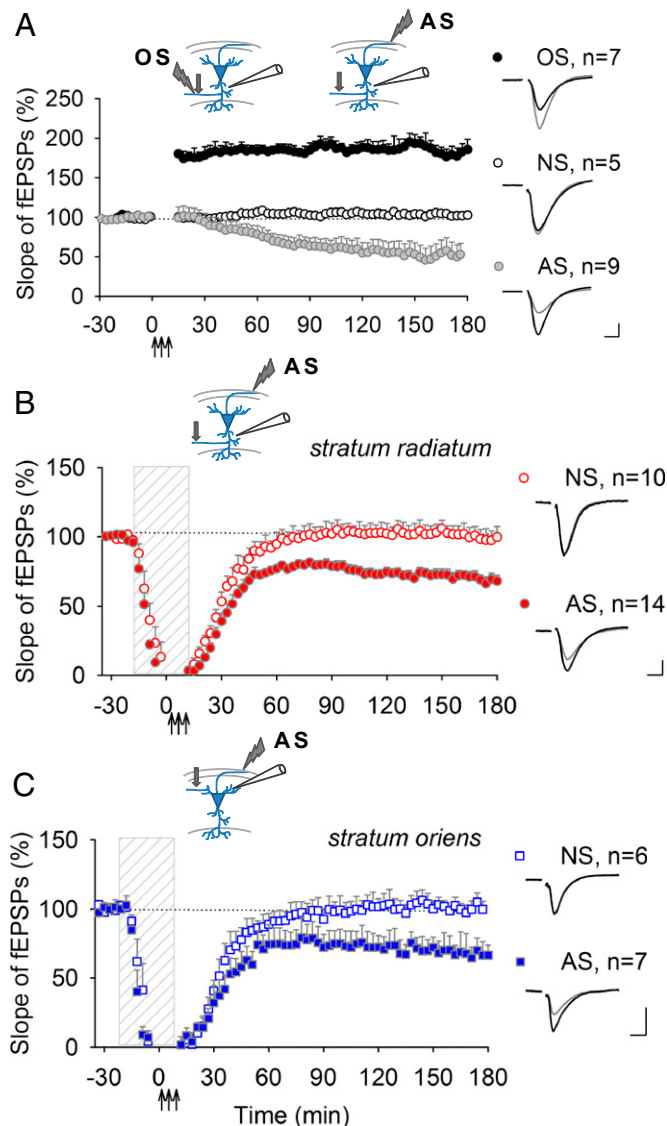 A
OS
AS
OS, n=7
NS, n=5
AS, n=9
Slope of fEPSPs (%)
250
200
150
100
50
0
-30 0 30 60 90 120 150 180
B
AS
stratum radiatum
NS, n=10
AS, n=14
Slope of fEPSPs (%)
150
100
50
0
-30 0 30 60 90 120 150 180
C
AS
stratum oriens
NS, n=6
AS, n=7
Slope of fEPSPs (%)
150
100
50
0
-30 0 30 60 90 120 150 180
Time (min)